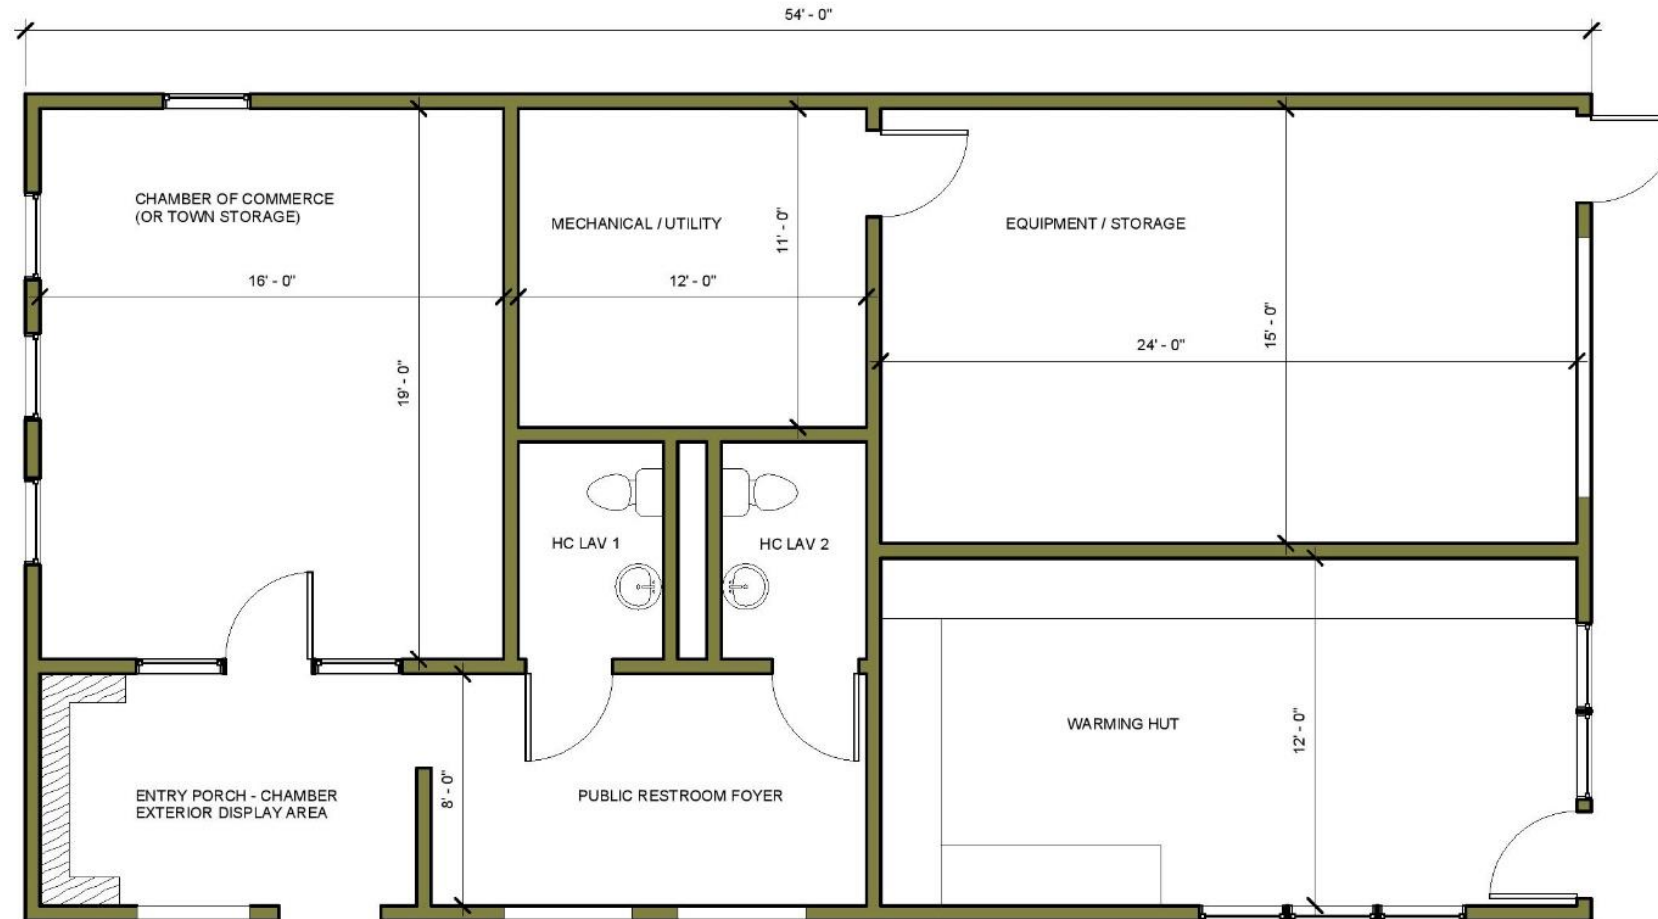 54' - 0"
CHAMBER OF COMMERCE
(OR TOWN STORAGE)
MECHANICAL / UTILITY
11' - 0"
EQUIPMENT / STORAGE
16' - 0"
12' - 0"
15' - 0"
24' - 0"
19' - 0"
HC LAV 1
HC LAV 2
WARMING HUT
12' - 0"
ENTRY PORCH - CHAMBER
EXTERIOR DISPLAY AREA
8' - 0"
PUBLIC RESTROOM FOYER